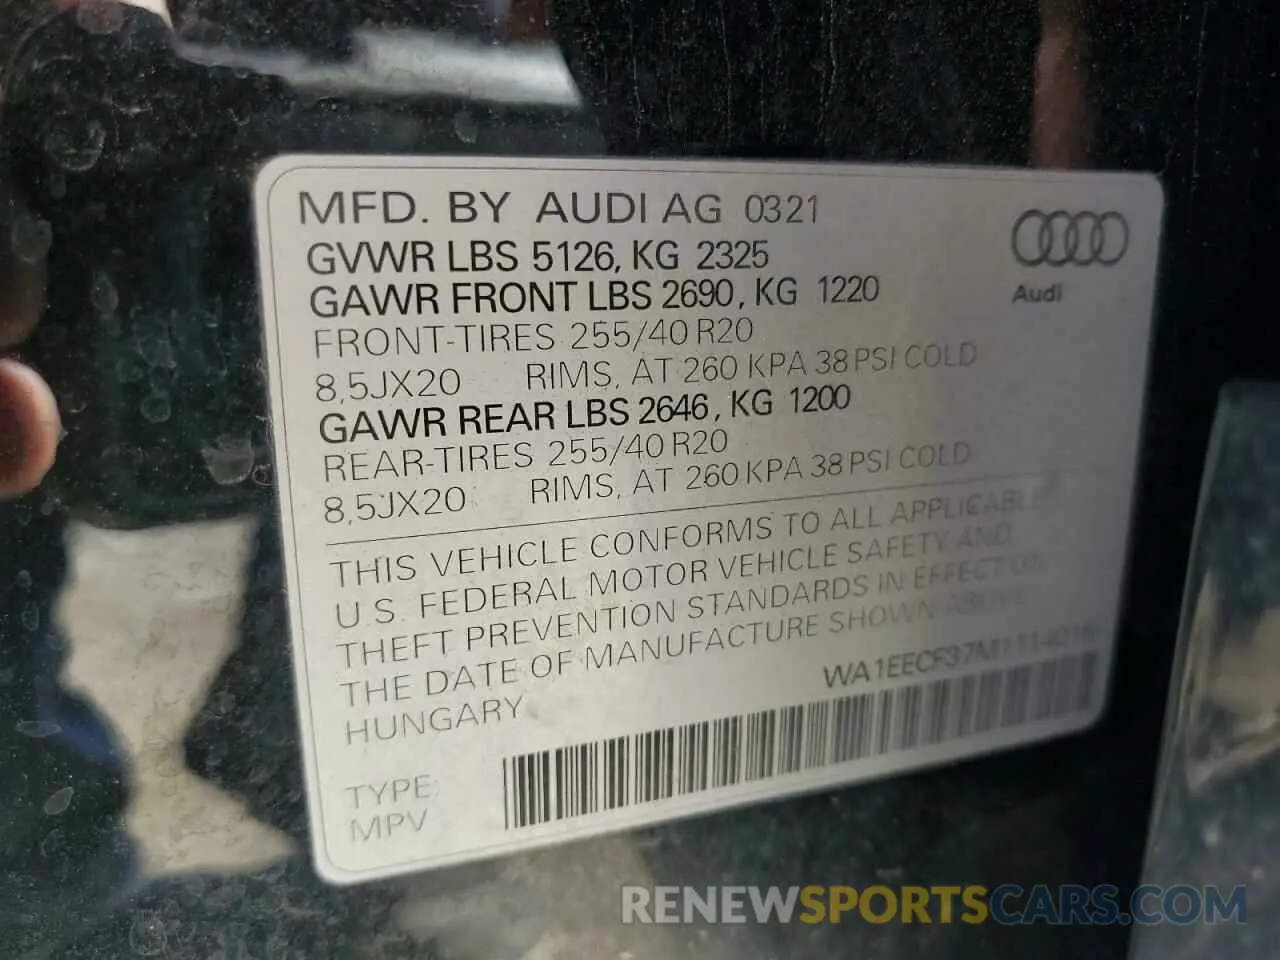 MFD. BY AUDI AG 0321
GVWR LBS 5126, KG 2325
GAWR FRONT LBS 2690, KG 1220
FRONT-TIRES 255/40 R20
8,5JX20 RIMS, AT 260 KPA 38 PSI COLD
GAWR REAR LBS 2646, KG 1200
REAR-TIRES 255/40 R20
8,5JX20 RIMS, AT 260 KPA 38 PSI COLD
Audi
THIS VEHICLE CONFORMS TO ALL APPLICABLE
U.S. FEDERAL MOTOR VEHICLE SAFETY AND
THEFT PREVENTION STANDARDS IN EFFECT ON
THE DATE OF MANUFACTURE SHOWN ABOVE
HUNGARY
WA1EECF37M1114016
TYPE:
MPV
RENEWSPORTSCARS.COM